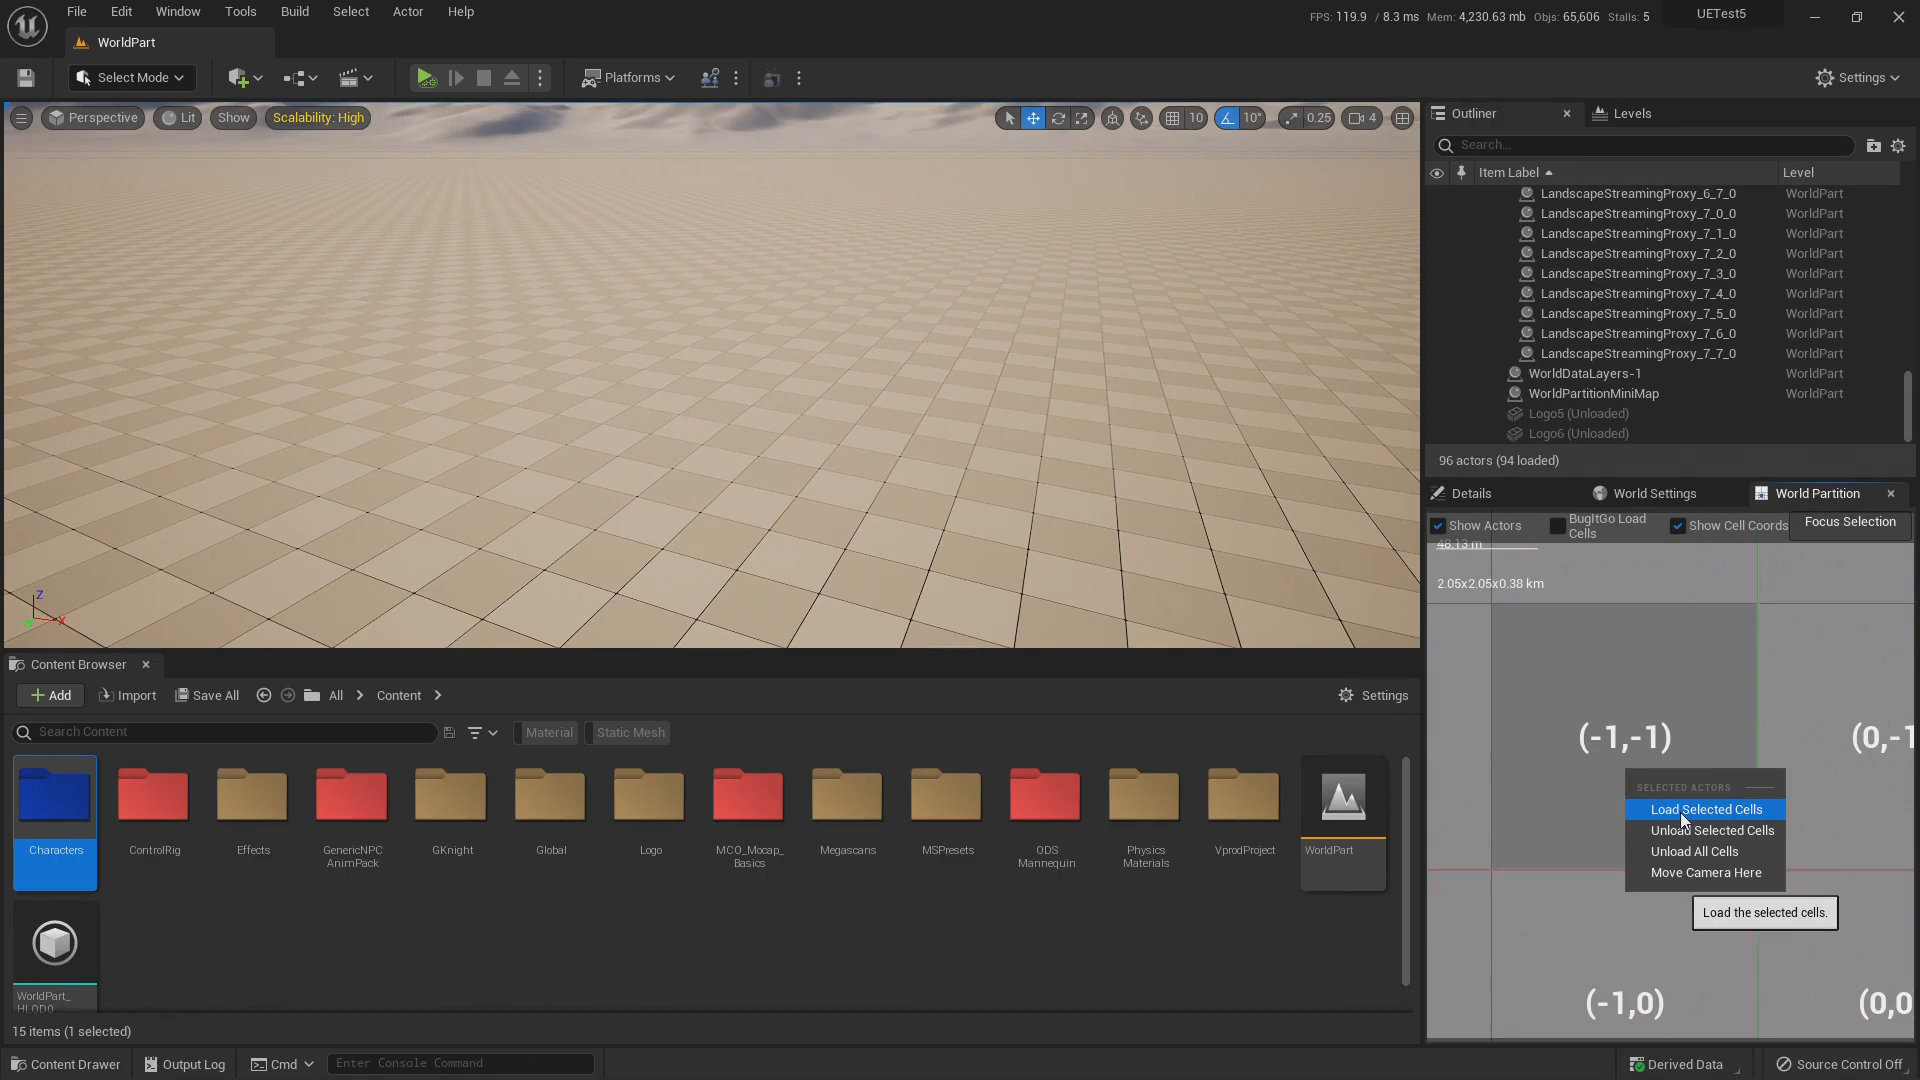 File Edit Window Tools Build Select Actor Help
FPS: 119.9 / 8.3 ms Mem: 4,230.63 mb Objs: 65,606 Stalls: 5
UETest5
WorldPart
Select Mode
Platforms
Settings
Perspective
Lit
Show
Scalability: High
10
10°
0.25
4
Z
X
Outliner
Levels
Search...
Item Label
Level
LandscapeStreamingProxy_6_7_0 WorldPart
LandscapeStreamingProxy_7_0_0 WorldPart
LandscapeStreamingProxy_7_1_0 WorldPart
LandscapeStreamingProxy_7_2_0 WorldPart
LandscapeStreamingProxy_7_3_0 WorldPart
LandscapeStreamingProxy_7_4_0 WorldPart
LandscapeStreamingProxy_7_5_0 WorldPart
LandscapeStreamingProxy_7_6_0 WorldPart
LandscapeStreamingProxy_7_7_0 WorldPart
WorldDataLayers-1 WorldPart
WorldPartitionMiniMap WorldPart
Logo5 (Unloaded)
Logo6 (Unloaded)
96 actors (94 loaded)
Details
World Settings
World Partition
Show Actors
BugItGo Load
Cells
Show Cell Coords
Focus Selection
48.13 m
2.05x2.05x0.38 km
(-1,-1)
(0,-1
SELECTED ACTORS
Load Selected Cells
Unload Selected Cells
Unload All Cells
Move Camera Here
Load the selected cells.
(-1,0)
(0,0
Content Browser
Add
Import
Save All
All
Content
Settings
Search Content
Material
Static Mesh
Characters
ControlRig
Effects
GenericNPC
AnimPack
GKnight
Global
Logo
MCO_Mocap_
Basics
Megascans
MSPresets
ODS
Mannequin
Physics
Materials
VprodProject
WorldPart
WorldPart_
HLOD0
15 items (1 selected)
Content Drawer
Output Log
Cmd
Enter Console Command
Derived Data
Source Control Off